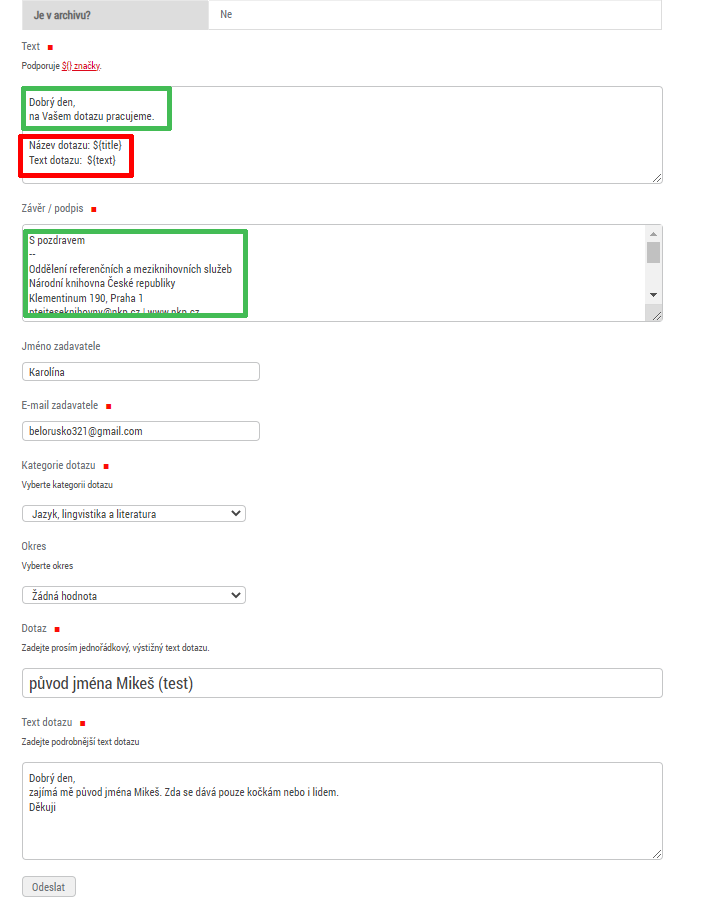 Je v archivu? Ne
Text
Podporuje ${} značky.
Dobrý den,
na Vašem dotazu pracujeme.
Název dotazu: ${title}
Text dotazu: ${text}
Závěr / podpis
S pozdravem
--
Oddělení referenčních a meziknihovních služeb
Národní knihovna České republiky
Klementinum 190, Praha 1
ptejteseknihovny@nkp.cz | www.nkp.cz
Jméno zadavatele
Karolína
E-mail zadavatele
belorusko321@gmail.com
Kategorie dotazu
Vyberte kategorii dotazu
Jazyk, lingvistika a literatura
Okres
Vyberte okres
Žádná hodnota
Dotaz
Zadejte prosím jednořádkový, výstižný text dotazu.
původ jména Mikeš (test)
Text dotazu
Zadejte podrobnější text dotazu
Dobrý den,
zajímá mě původ jména Mikeš. Zda se dává pouze kočkám nebo i lidem.
Děkuji
Odeslat